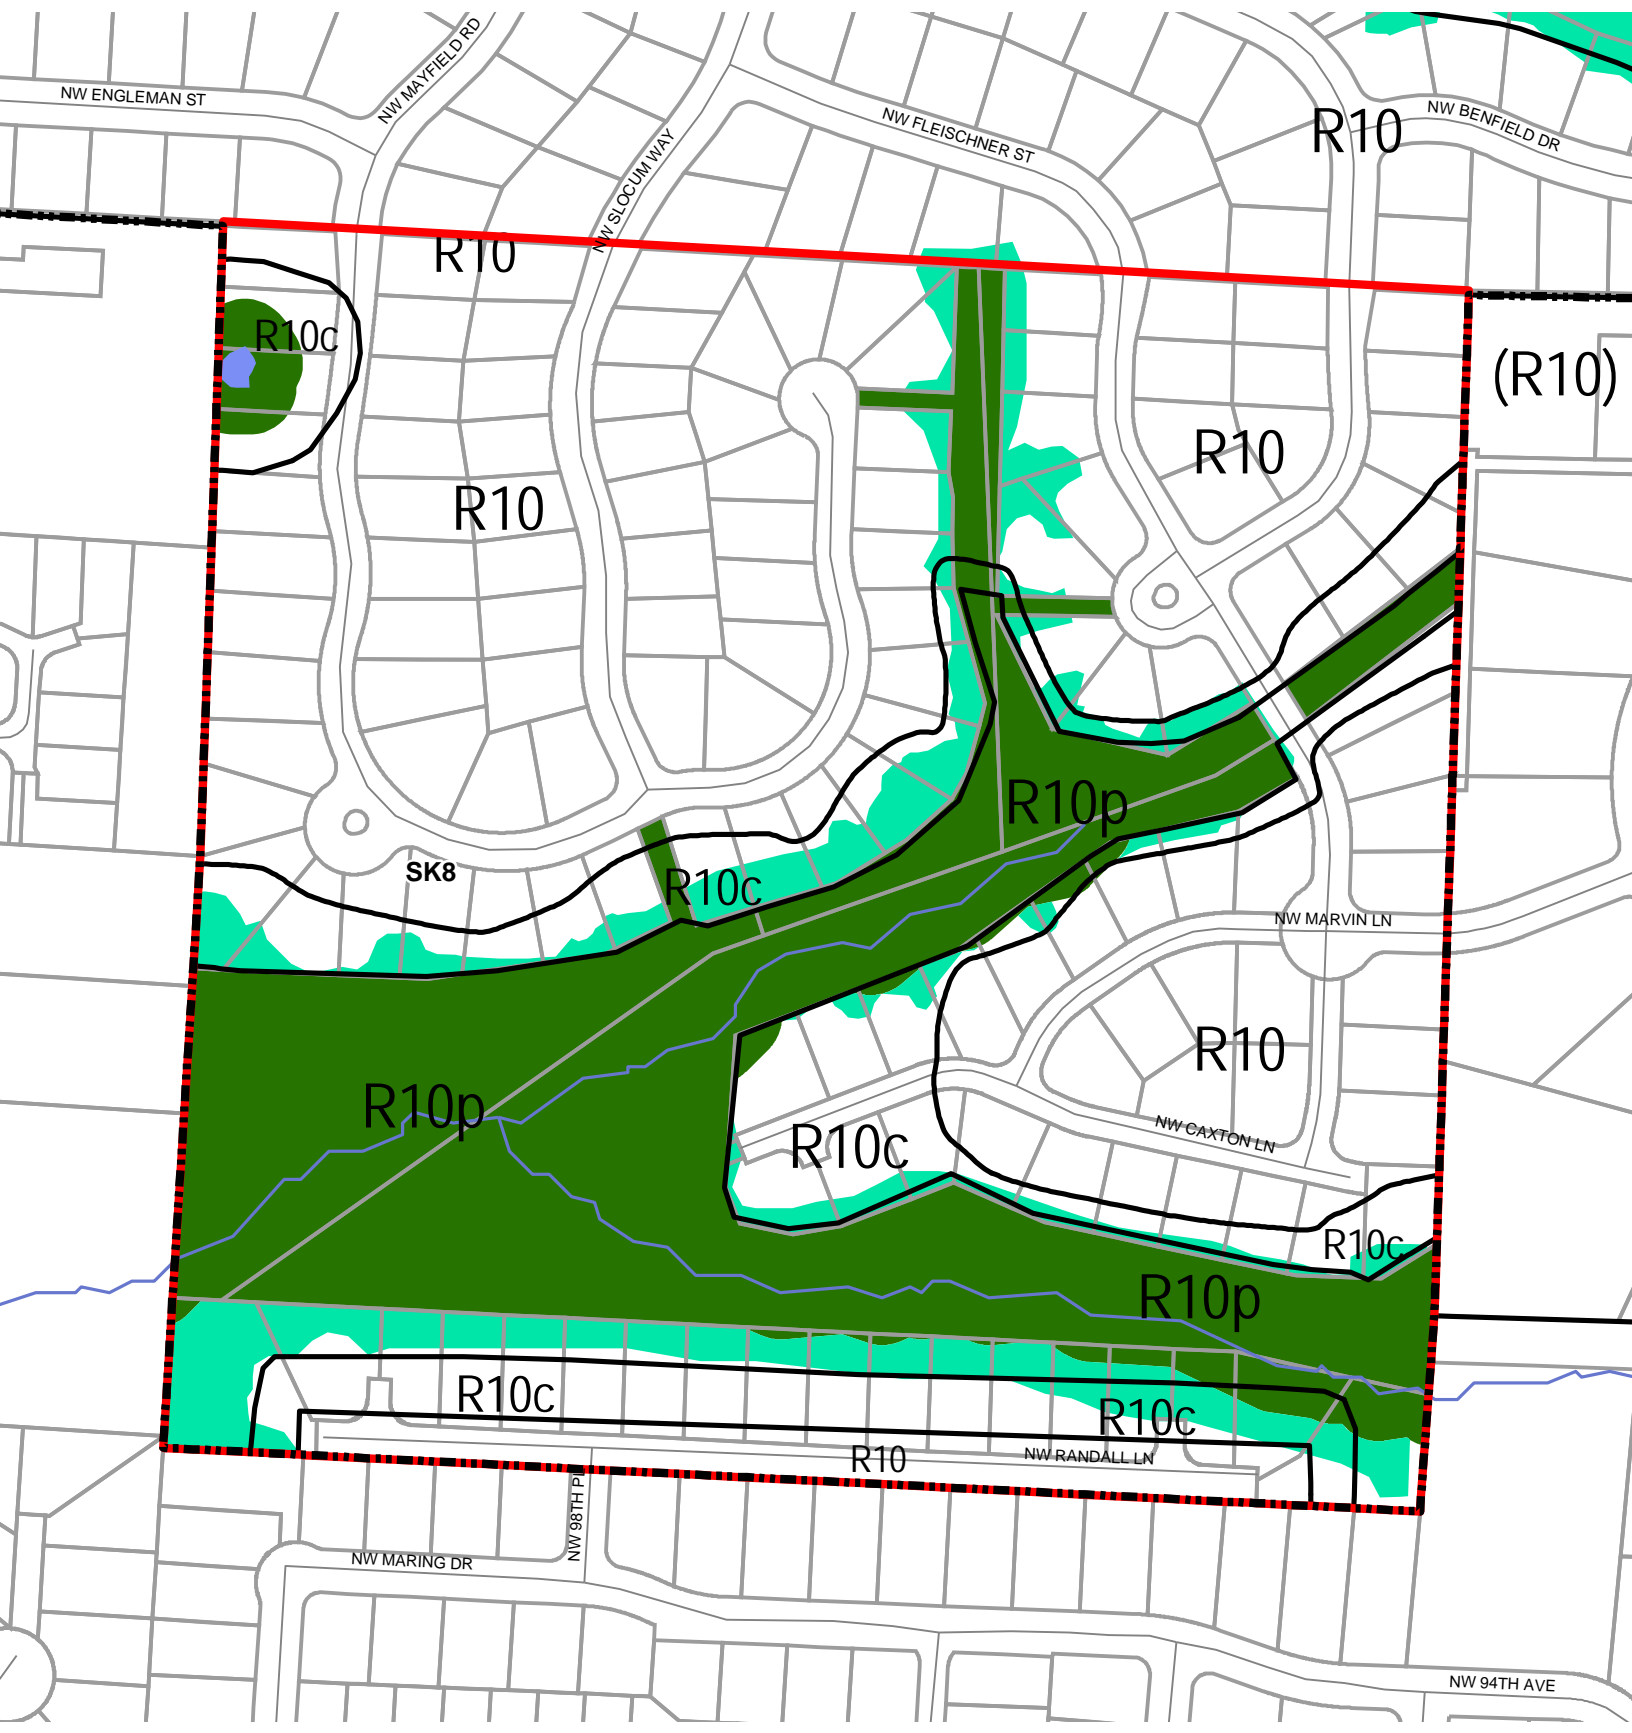 NW ENGLEMAN ST
NW MAYFIELD RD
NW SLOCUM WAY
NW FLEISCHNER ST
R10
NW BENFIELD DR
R10
R10c
(R10)
R10
R10
R10p
SK8
R10c
NW MARVIN LN
R10
R10p
R10c
NW CAXTON LN
R10c
R10p
R10c
R10c
R10
NW RANDALL LN
NW 98TH PL
NW MARING DR
NW 94TH AVE